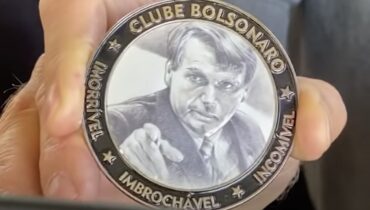 CLUBE BOLSONARO
IMORRÍVEL
IMBROCHÁVEL
INCOMÍVEL